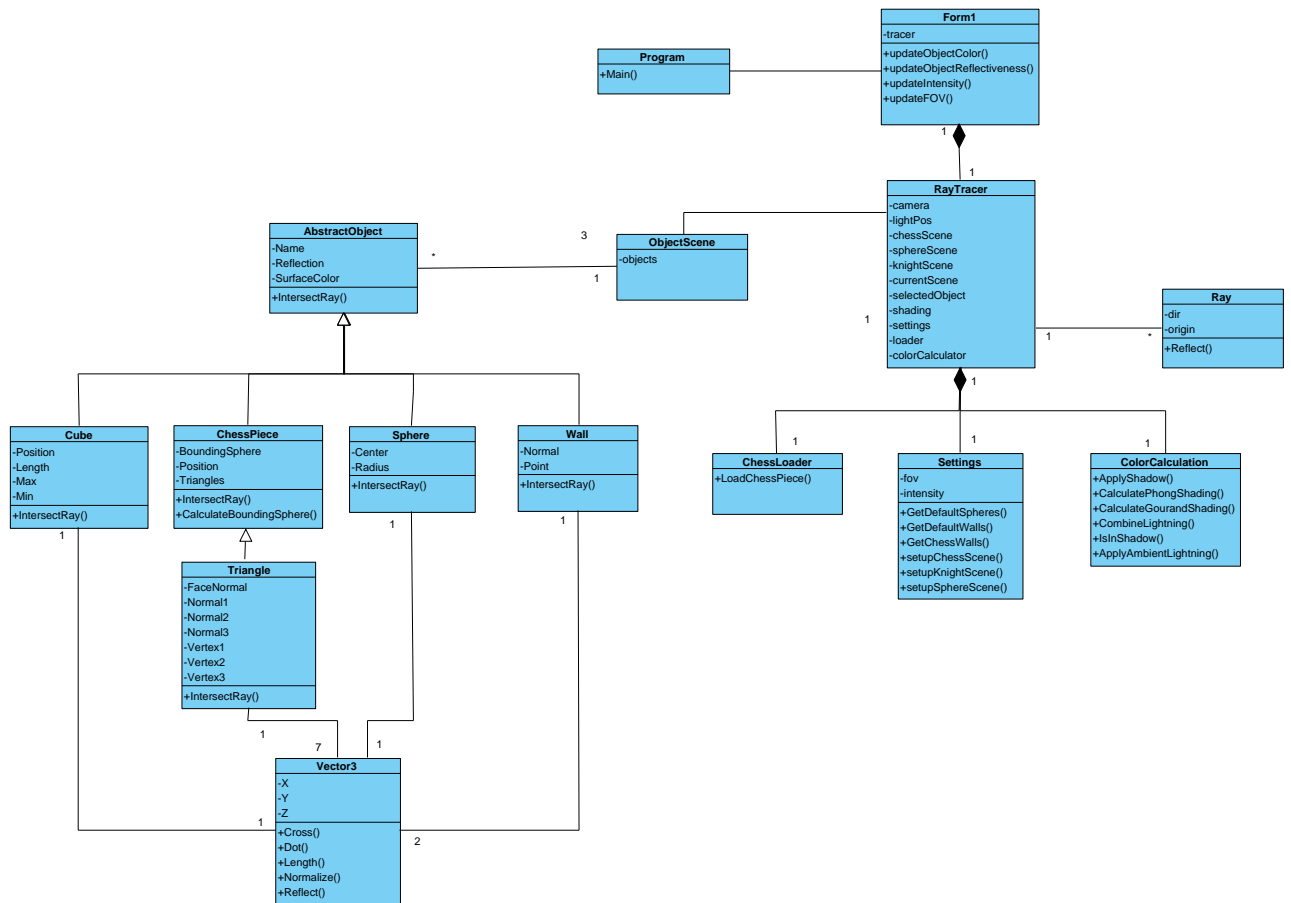 Form1
-tracer
+updateObjectColor()
+updateObjectReflectiveness()
+updateIntensity()
+updateFOV()
Program
+Main()
1
1
RayTracer
-camera
-lightPos
-chessScene
-sphereScene
-knightScene
-currentScene
-selectedObject
-shading
-settings
-loader
-colorCalculator
AbstractObject
-Name
-Reflection
-SurfaceColor
+IntersectRay()
*
3
1
ObjectScene
-objects
1
1
*
Ray
-dir
-origin
+Reflect()
1
Cube
-Position
-Length
-Max
-Min
+IntersectRay()
1
ChessPiece
-BoundingSphere
-Position
-Triangles
+IntersectRay()
+CalculateBoundingSphere()
Sphere
-Center
-Radius
+IntersectRay()
1
Wall
-Normal
-Point
+IntersectRay()
1
1
1
1
ChessLoader
+LoadChessPiece()
Settings
-fov
-intensity
+GetDefaultSpheres()
+GetDefaultWalls()
+GetChessWalls()
+setupChessScene()
+setupKnightScene()
+setupSphereScene()
ColorCalculation
+ApplyShadow()
+CalculatePhongShading()
+CalculateGourandShading()
+CombineLightning()
+IsInShadow()
+ApplyAmbientLightning()
Triangle
-FaceNormal
-Normal1
-Normal2
-Normal3
-Vertex1
-Vertex2
-Vertex3
+IntersectRay()
1
7
1
1
2
Vector3
-X
-Y
-Z
+Cross()
+Dot()
+Length()
+Normalize()
+Reflect()